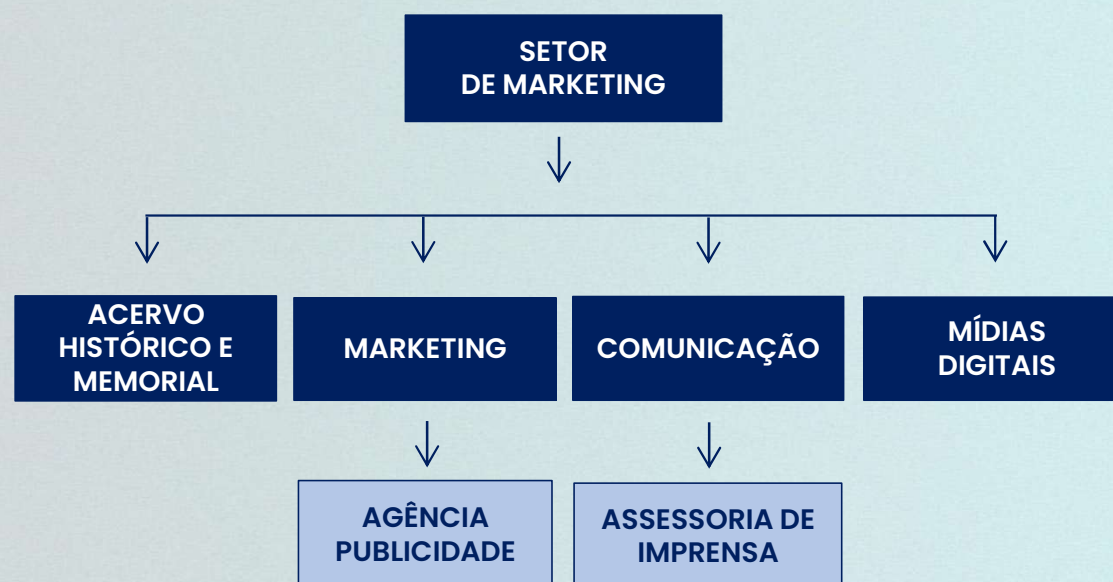 SETOR
DE MARKETING
ACERVO
HISTÓRICO E
MEMORIAL
MARKETING
COMUNICAÇÃO
MÍDIAS
DIGITAIS
AGÊNCIA
PUBLICIDADE
ASSESSORIA DE
IMPRENSA